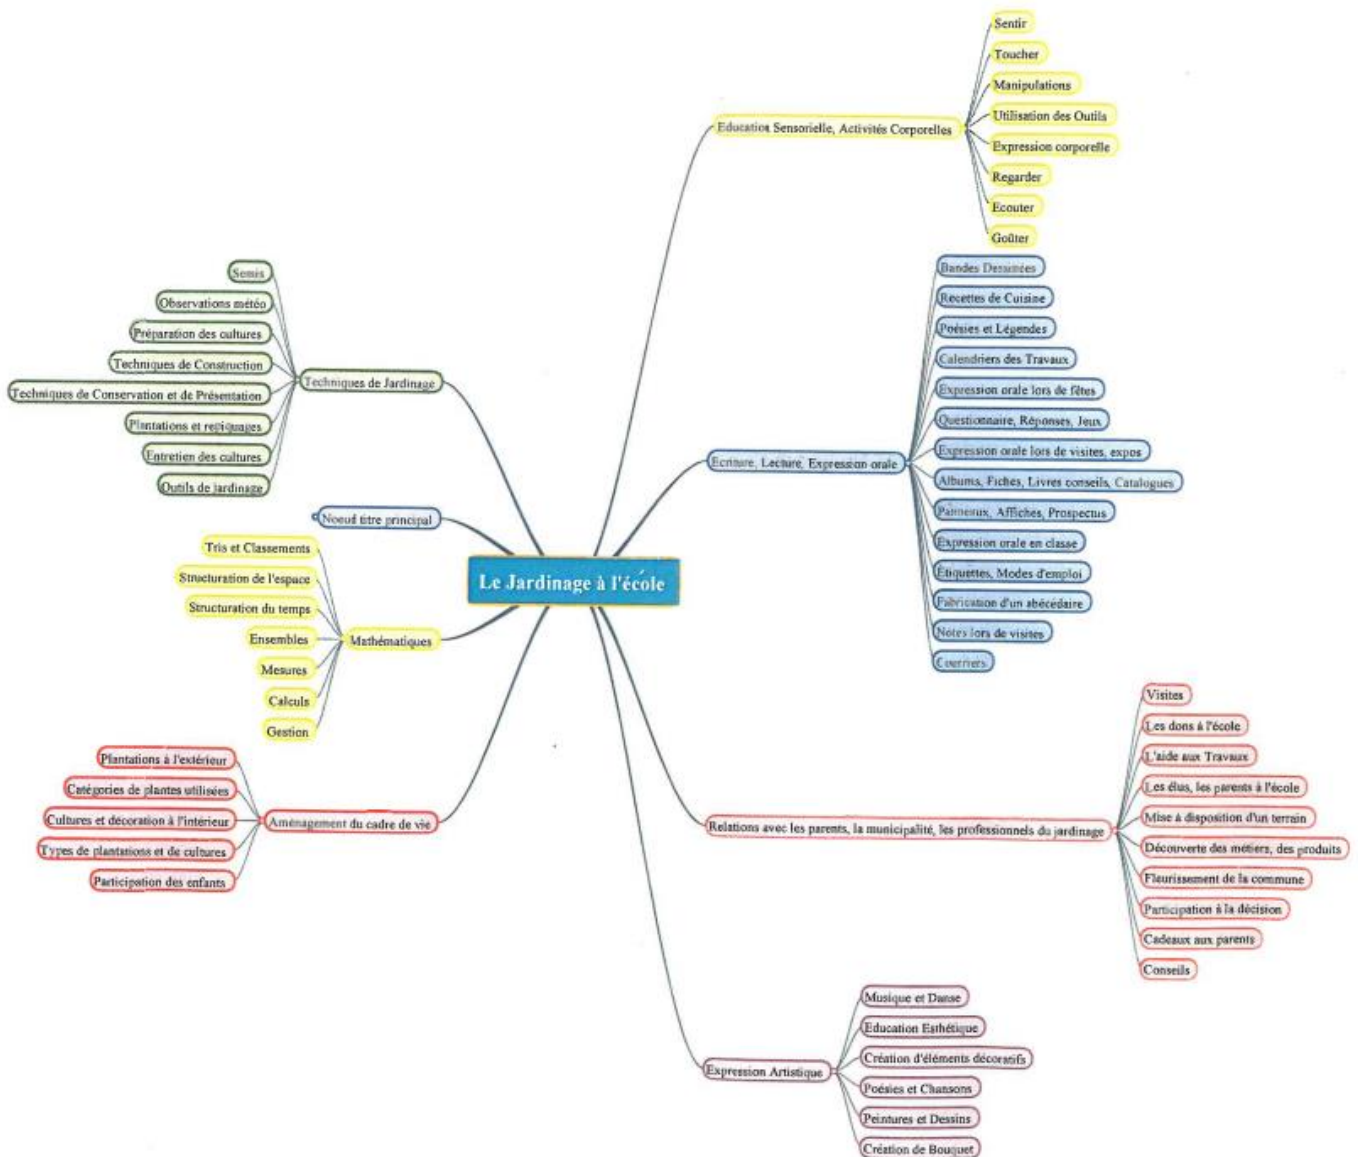 Sentir
Toucher
Manipulations
Utilisation des Outils
Expression corporelle
Regarder
Ecouter
Goûter
Education Sensorielle, Activités Corporelles
Bandes Dessinées
Recettes de Cuisine
Poésies et Légendes
Calendriers des Travaux
Expression orale lors de fêtes
Questionnaire, Réponses, Jeux
Expression orale lors de visites, expos
Albums, Fiches, Livres conseils, Catalogues
Panneaux, Affiches, Prospectus
Expression orale en classe
Étiquettes, Modes d'emploi
Fabrication d'un abécédaire
Notes lors de visites
Courriers
Ecriture, Lecture, Expression orale
Semis
Observations météo
Préparation des cultures
Techniques de Construction
Techniques de Conservation et de Présentation
Plantations et repiquages
Entretien des cultures
Outils de jardinage
Techniques de Jardinage
Noeud titre principal
Le Jardinage à l'école
Tris et Classements
Structuration de l'espace
Structuration du temps
Ensembles
Mesures
Calculs
Gestion
Mathématiques
Plantations à l'extérieur
Catégories de plantes utilisées
Cultures et décoration à l'intérieur
Types de plantations et de cultures
Participation des enfants
Aménagement du cadre de vie
Visites
Les dons à l'école
L'aide aux Travaux
Les élus, les parents à l'école
Mise à disposition d'un terrain
Découverte des métiers, des produits
Fleurissement de la commune
Participation à la décision
Cadeaux aux parents
Conseils
Relations avec les parents, la municipalité, les professionnels du jardinage
Musique et Danse
Education Esthétique
Création d'éléments décoratifs
Poésies et Chansons
Peintures et Dessins
Création de Bouquet
Expression Artistique